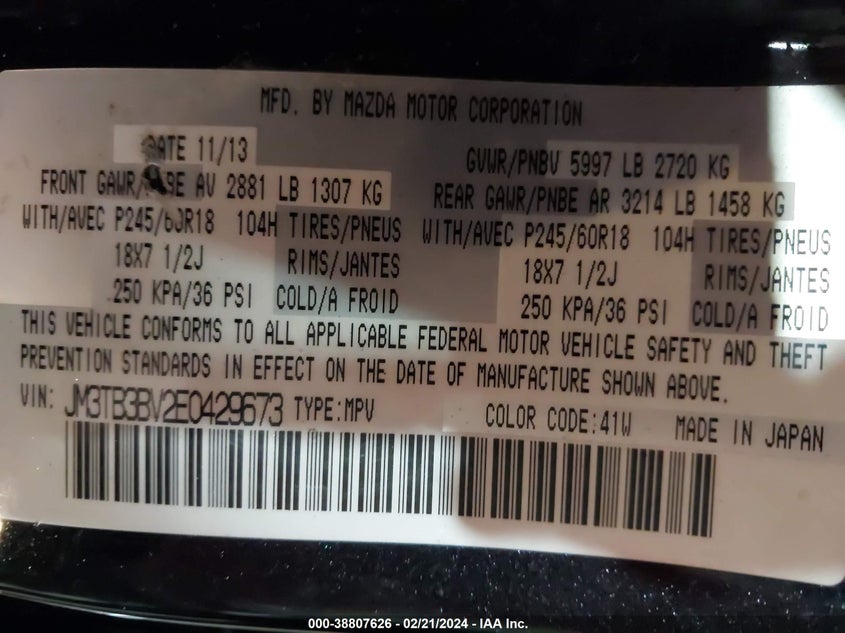 MFD. BY MAZDA MOTOR CORPORATION
DATE 11/13 GVWR/PNBV 5997 LB 2720 KG
FRONT GAWR/PNBE AV 2881 LB 1307 KG REAR GAWR/PNBE AR 3214 LB 1458 KG
WITH/AVEC P245/60R18 104H TIRES/PNEUS WITH/AVEC P245/60R18 104H TIRES/PNEUS
18X7 1/2J RIMS/JANTES 18X7 1/2J RIMS/JANTES
250 KPA/36 PSI COLD/A FROID 250 KPA/36 PSI COLD/A FROID
THIS VEHICLE CONFORMS TO ALL APPLICABLE FEDERAL MOTOR VEHICLE SAFETY AND THEFT
PREVENTION STANDARDS IN EFFECT ON THE DATE OF MANUFACTURE SHOWN ABOVE.
VIN: JM3TB3BV2E0429673 TYPE:MPV COLOR CODE:41W MADE IN JAPAN
000-38807626 - 02/21/2024 - IAA Inc.